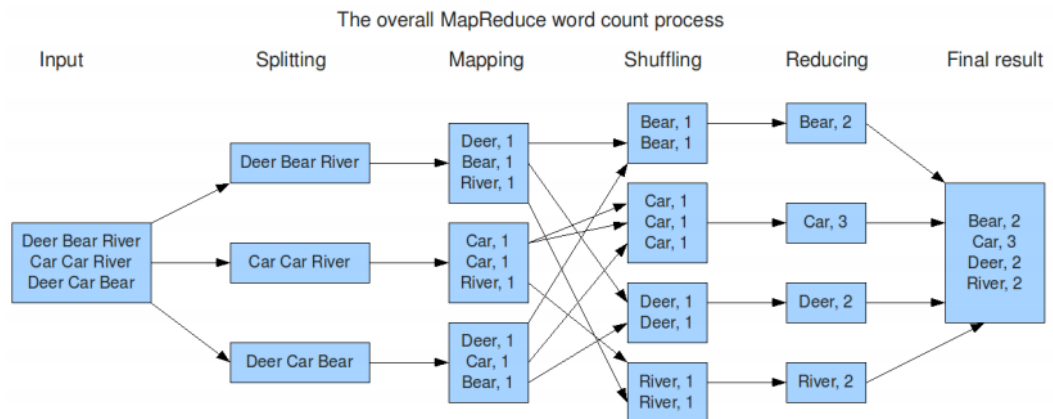 The overall MapReduce word count process
Input
Splitting
Mapping
Shuffling
Reducing
Final result
Deer Bear River
Car Car River
Deer Car Bear
Deer Bear River
Car Car River
Deer Car Bear
Deer, 1
Bear, 1
River, 1
Car, 1
Car, 1
River, 1
Deer, 1
Car, 1
Bear, 1
Bear, 1
Bear, 1
Car, 1
Car, 1
Car, 1
Deer, 1
Deer, 1
River, 1
River, 1
Bear, 2
Car, 3
Deer, 2
River, 2
Bear, 2
Car, 3
Deer, 2
River, 2